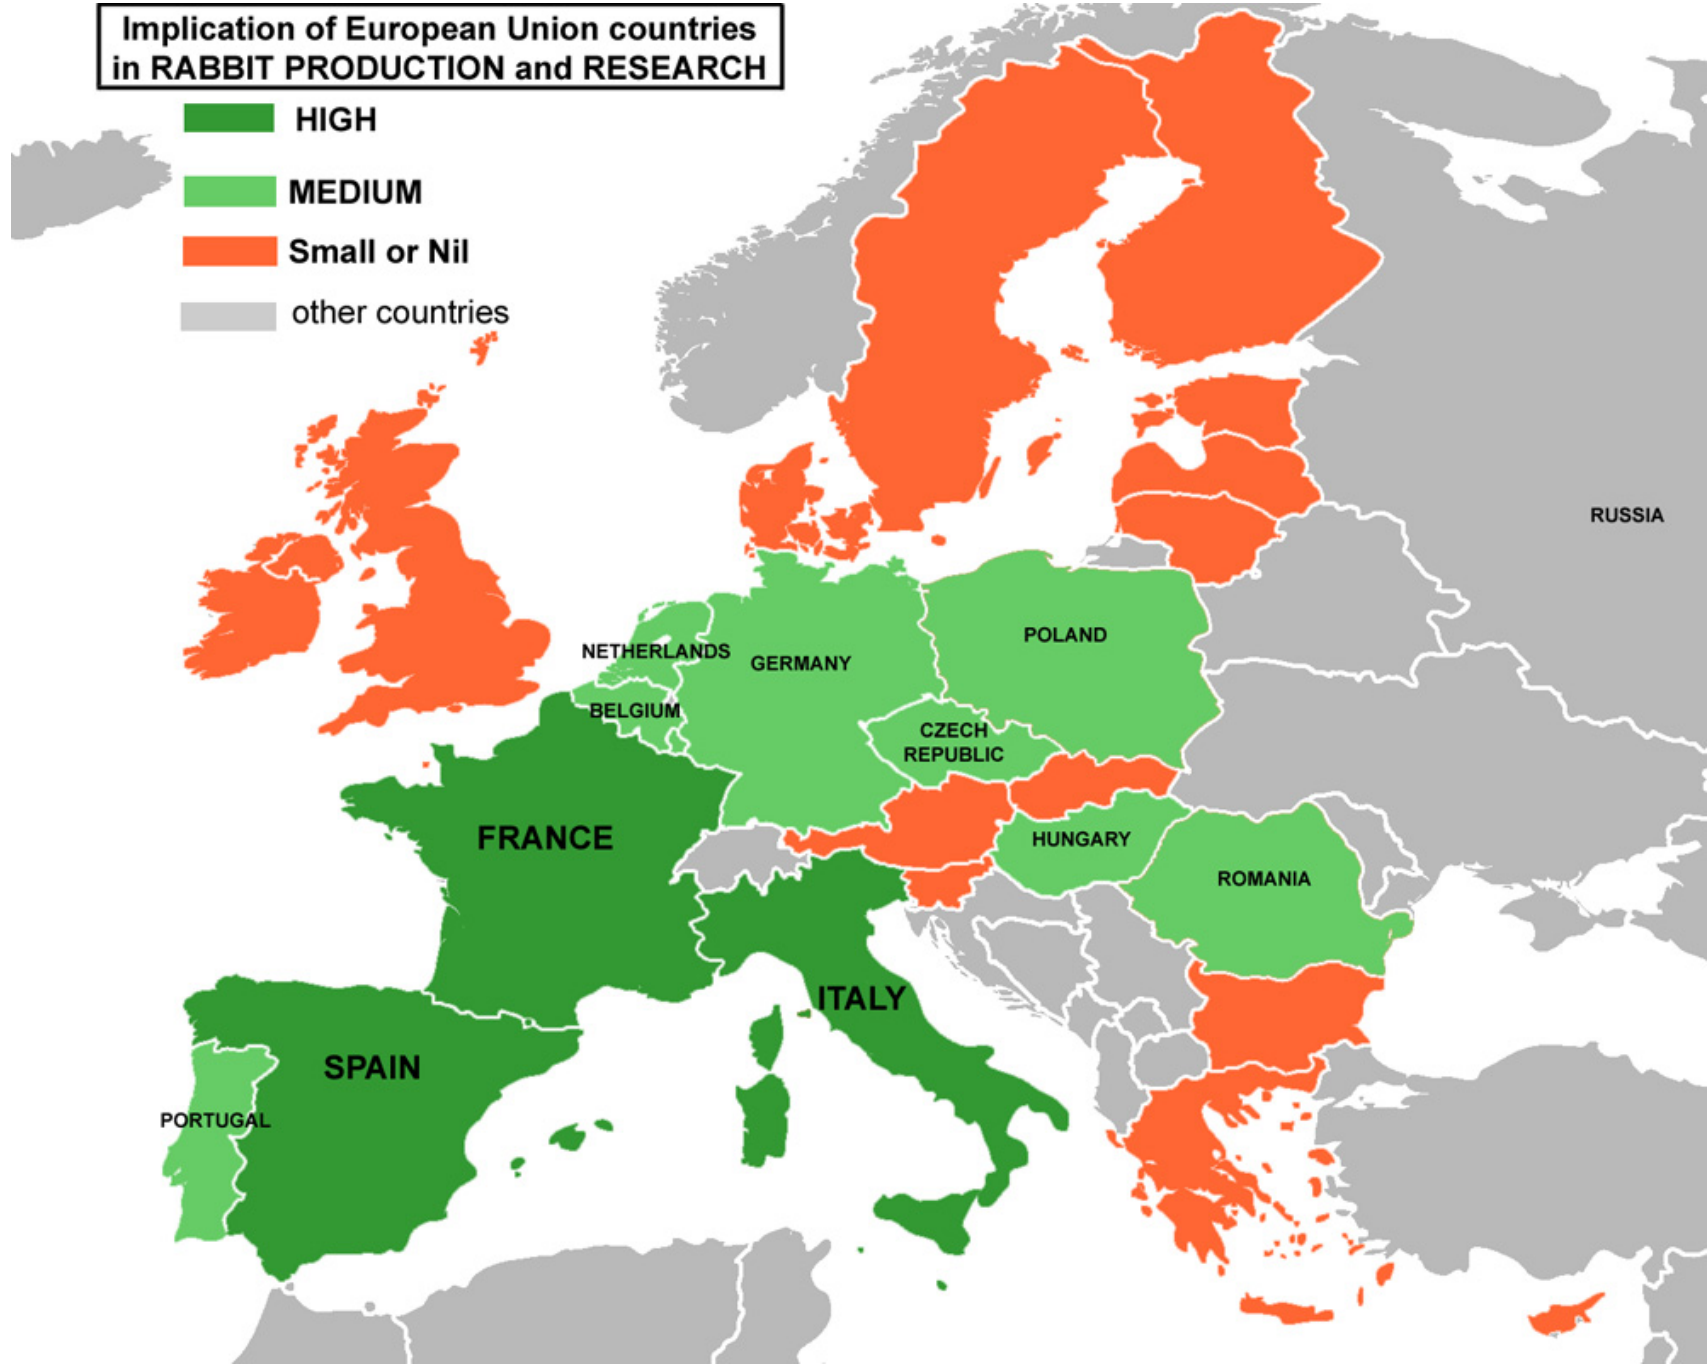 Implication of European Union countries
in RABBIT PRODUCTION and RESEARCH
HIGH
MEDIUM
Small or Nil
other countries
RUSSIA
POLAND
NETHERLANDS
GERMANY
BELGIUM
CZECH
REPUBLIC
FRANCE
HUNGARY
ROMANIA
ITALY
SPAIN
PORTUGAL